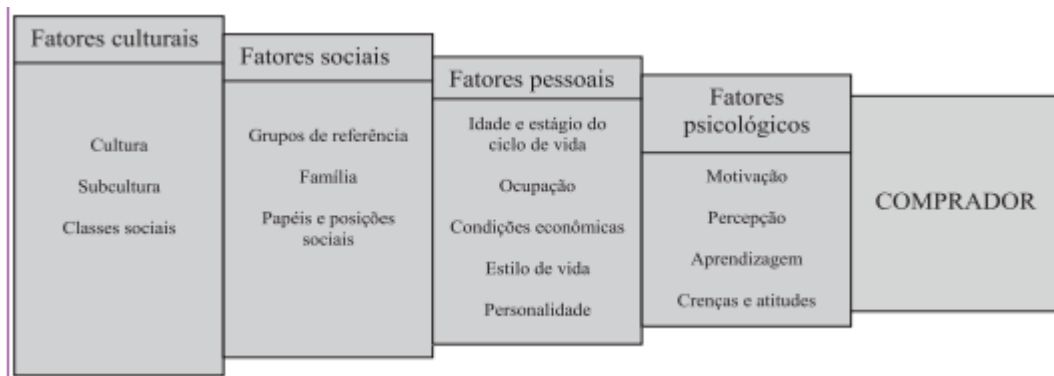 Fatores culturais
Cultura
Subcultura
Classes sociais
Fatores sociais
Grupos de referência
Família
Papéis e posições
sociais
Fatores pessoais
Idade e estágio do
ciclo de vida
Ocupação
Condições econômicas
Estilo de vida
Personalidade
Fatores
psicológicos
Motivação
Percepção
Aprendizagem
Crenças e atitudes
COMPRADOR